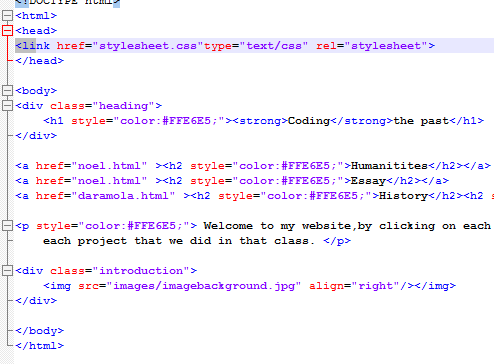 <!DOCTYPE html>
<html>
<head>
<link href="stylesheet.css"type="text/css" rel="stylesheet">
</head>
<body>
<div class="heading">
<h1 style="color:#FFE6E5;"><strong>Coding</strong>the past</h1>
</div>
<a href="noel.html" ><h2 style="color:#FFE6E5;">Humanitites</h2></a>
<a href="noel.html" ><h2 style="color:#FFE6E5;">Essay</h2></a>
<a href="daramola.html" ><h2 style="color:#FFE6E5;">History</h2><h2 s
<p style="color:#FFE6E5;"> Welcome to my website,by clicking on each
each project that we did in that class. </p>
<div class="introduction">
<img src="images/imagebackground.jpg" align="right"/></img>
</div>
</body>
</html>